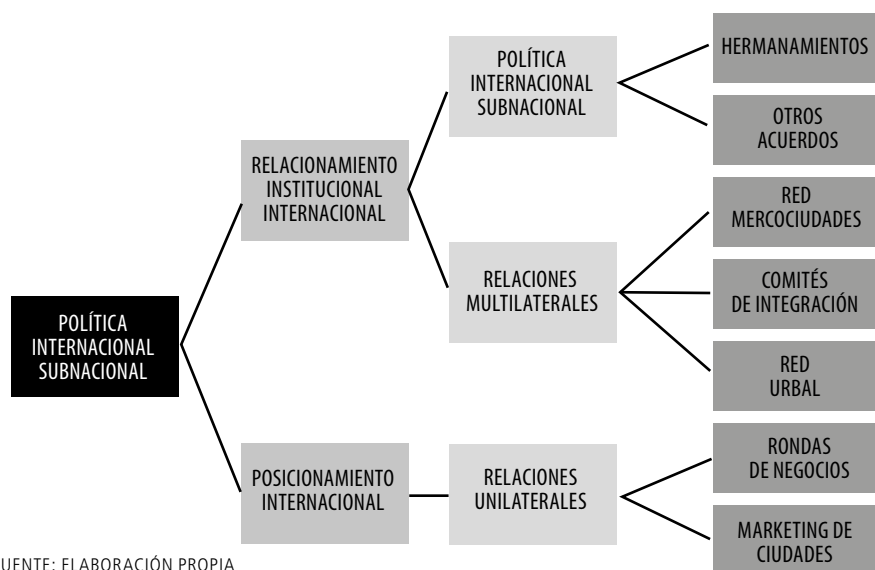 POLÍTICA
INTERNACIONAL
SUBNACIONAL
RELACIONAMIENTO
INSTITUCIONAL
INTERNACIONAL
POSICIONAMIENTO
INTERNACIONAL
POLÍTICA
INTERNACIONAL
SUBNACIONAL
RELACIONES
MULTILATERALES
RELACIONES
UNILATERALES
HERMANAMIENTOS
OTROS
ACUERDOS
RED
MERCOCIUDADES
COMITÉS
DE INTEGRACIÓN
RED
URBAL
RONDAS
DE NEGOCIOS
MARKETING DE
CIUDADES
UENTE: ELABORACIÓN PROPIA